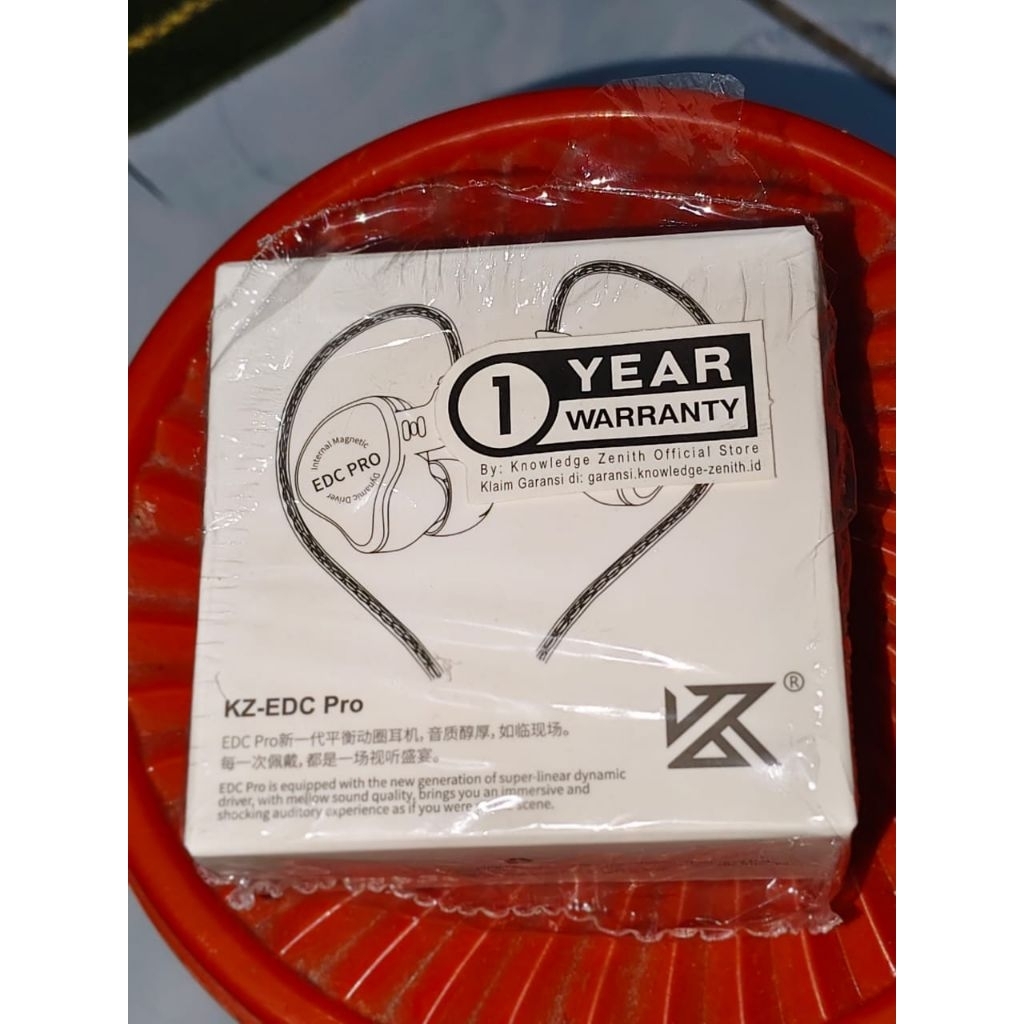 1 YEAR
WARRANTY
By: Knowledge Zenith Official Store
Klaim Garansi di: garansi.knowledge-zenith.id
Internal Magnetic
EDC PRO
Dynamic Driver
KZ-EDC Pro
EDC Pro新一代平衡动圈耳机，音质醇厚，如临现场。
每一次佩戴，都是一场视听盛宴。
EDC Pro is equipped with the new generation of super-linear dynamic
driver, with mellow sound quality, brings you an immersive and
shocking auditory experience as if you were scene.
KZ®